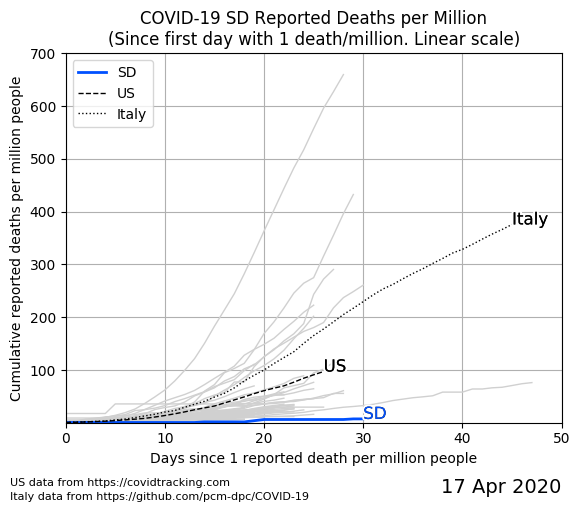 COVID-19 SD Reported Deaths per Million
(Since first day with 1 death/million. Linear scale)
700
600
500
400
300
200
100
SD
US
Italy
Italy
US
SD
0
10
20
30
40
50
Cumulative reported deaths per million people
Days since 1 reported death per million people
US data from https://covidtracking.com
Italy data from https://github.com/pcm-dpc/COVID-19
17 Apr 2020